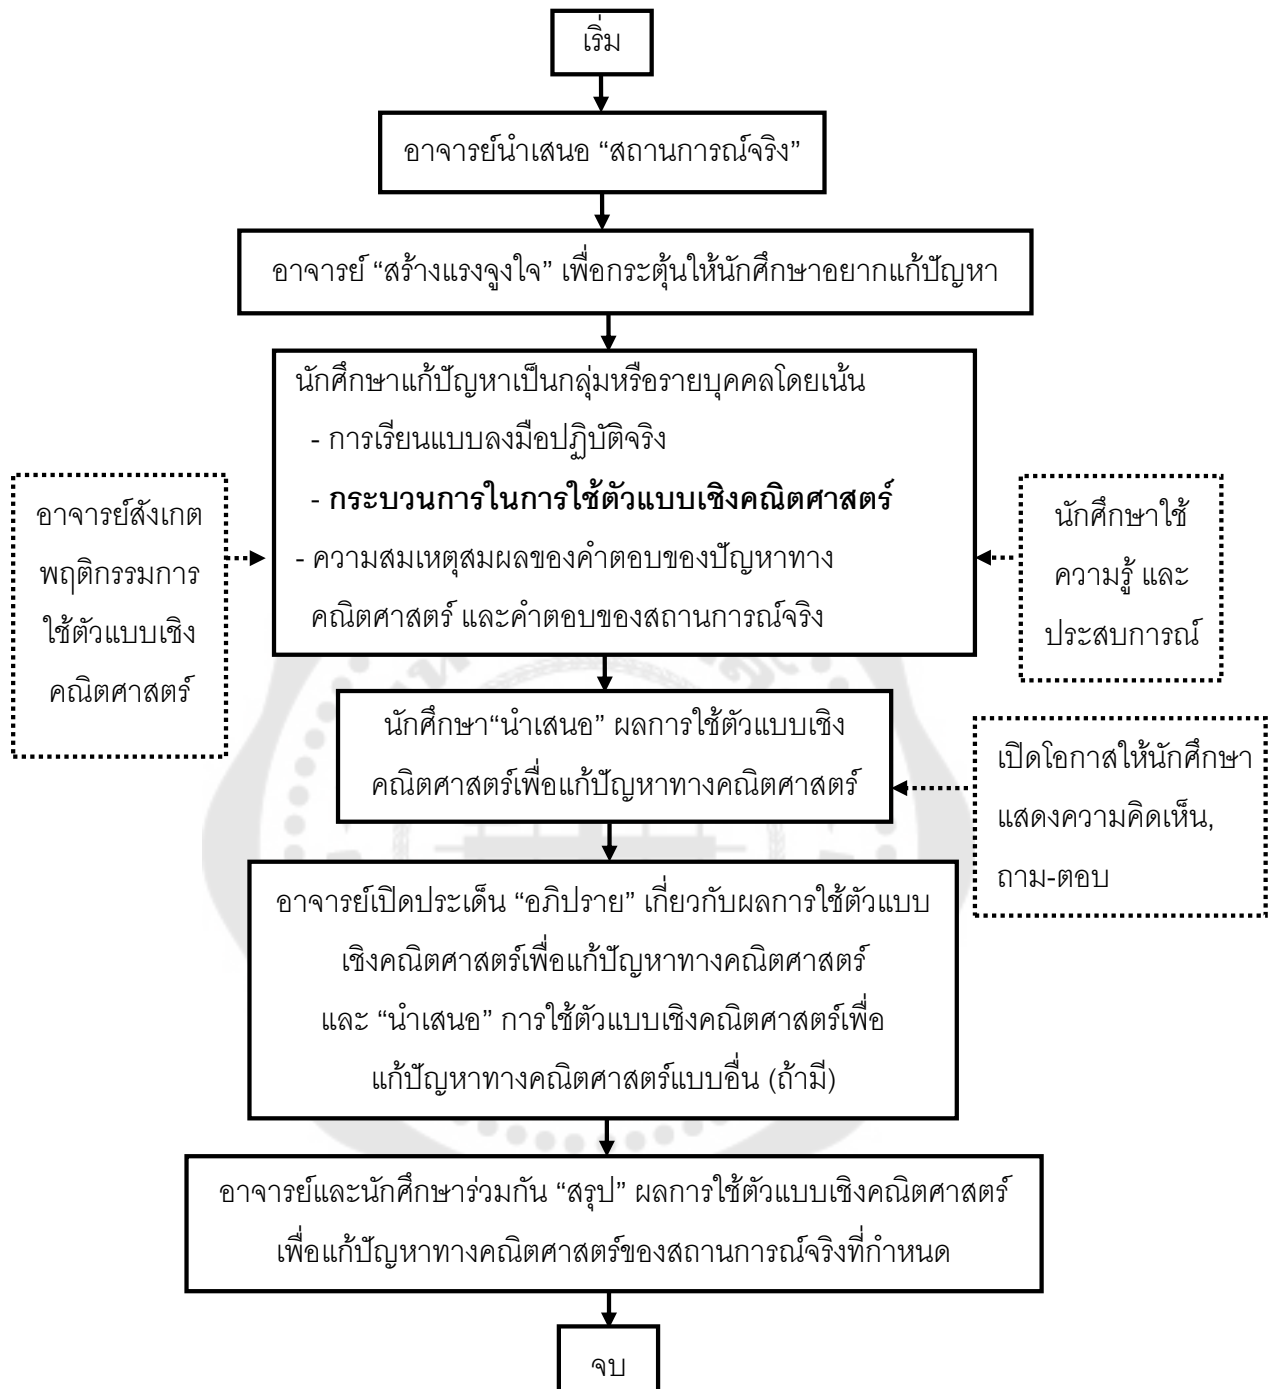 เริ่ม
อาจารย์นำเสนอ “สถานการณ์จริง”
อาจารย์ “สร้างแรงจูงใจ” เพื่อกระตุ้นให้นักศึกษาอยากแก้ปัญหา
นักศึกษาแก้ปัญหาเป็นกลุ่มหรือรายบุคคลโดยเน้น
- การเรียนแบบลงมือปฏิบัติจริง
- กระบวนการในการใช้ตัวแบบเชิงคณิตศาสตร์
- ความสมเหตุสมผลของคำตอบของปัญหาทาง
คณิตศาสตร์ และคำตอบของสถานการณ์จริง
อาจารย์สังเกต
พฤติกรรมการ
ใช้ตัวแบบเชิง
คณิตศาสตร์
นักศึกษาใช้
ความรู้ และ
ประสบการณ์
นักศึกษา“นำเสนอ” ผลการใช้ตัวแบบเชิง
คณิตศาสตร์เพื่อแก้ปัญหาทางคณิตศาสตร์
เปิดโอกาสให้นักศึกษา
แสดงความคิดเห็น,
ถาม-ตอบ
อาจารย์เปิดประเด็น “อภิปราย” เกี่ยวกับผลการใช้ตัวแบบ
เชิงคณิตศาสตร์เพื่อแก้ปัญหาทางคณิตศาสตร์
และ “นำเสนอ” การใช้ตัวแบบเชิงคณิตศาสตร์เพื่อ
แก้ปัญหาทางคณิตศาสตร์แบบอื่น (ถ้ามี)
อาจารย์และนักศึกษาร่วมกัน “สรุป” ผลการใช้ตัวแบบเชิงคณิตศาสตร์
เพื่อแก้ปัญหาทางคณิตศาสตร์ของสถานการณ์จริงที่กำหนด
จบ